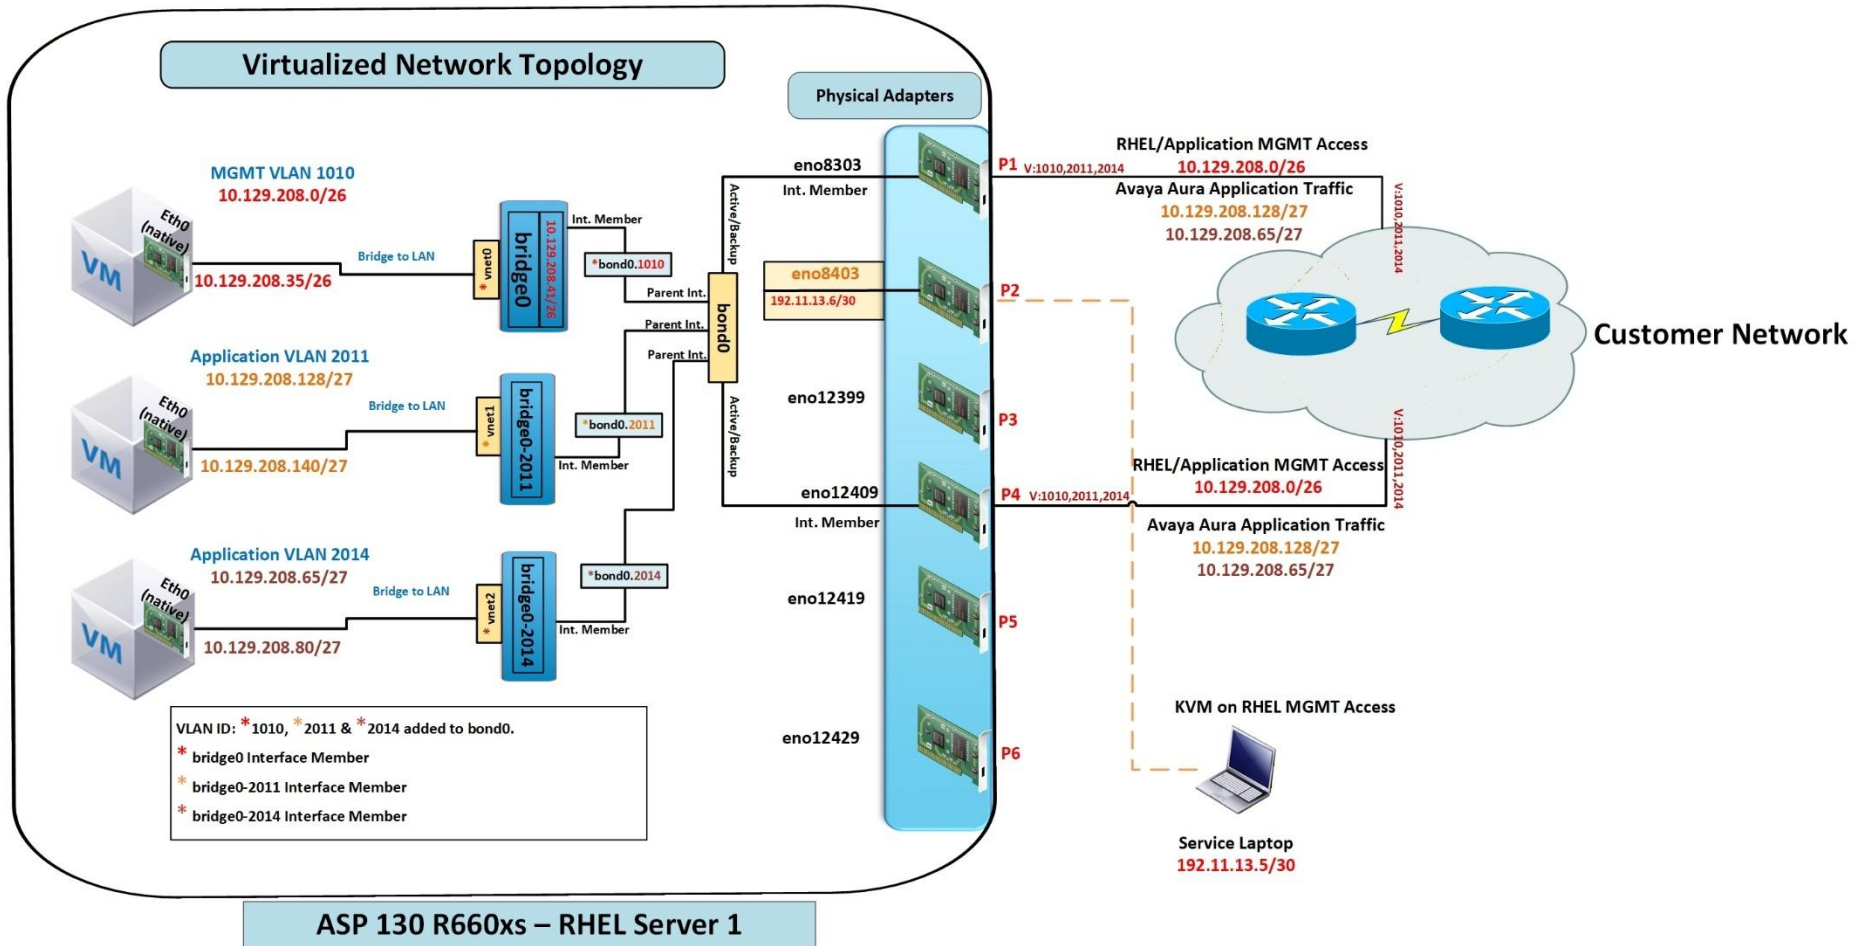 Virtualized Network Topology
Physical Adapters
MGMT VLAN 1010
10.129.208.0/26
Eth0
(native)
VM
10.129.208.35/26
Bridge to LAN
* vnet0
bridge0
10.129.208.41/26
Int. Member
*bond0.1010
Parent Int.
Application VLAN 2011
10.129.208.128/27
Eth0
(native)
VM
10.129.208.140/27
Bridge to LAN
* vnet1
bridge0-2011
Int. Member
*bond0.2011
Parent Int.
Application VLAN 2014
10.129.208.65/27
Eth0
(native)
VM
10.129.208.80/27
Bridge to LAN
* vnet2
bridge0-2014
Int. Member
*bond0.2014
Parent Int.
bond0
Active/Backup
Active/Backup
eno8303
Int. Member
eno8403
192.11.13.6/30
eno12399
eno12409
Int. Member
eno12419
eno12429
P1 V:1010,2011,2014
P2
P3
P4 V:1010,2011,2014
P5
P6
RHEL/Application MGMT Access
10.129.208.0/26
Avaya Aura Application Traffic
10.129.208.128/27
10.129.208.65/27
V:1010,2011,2014
Customer Network
V:1010,2011,2014
RHEL/Application MGMT Access
10.129.208.0/26
Avaya Aura Application Traffic
10.129.208.128/27
10.129.208.65/27
KVM on RHEL MGMT Access
Service Laptop
192.11.13.5/30
VLAN ID: *1010, *2011 & *2014 added to bond0.
* bridge0 Interface Member
* bridge0-2011 Interface Member
* bridge0-2014 Interface Member
ASP 130 R660xs – RHEL Server 1